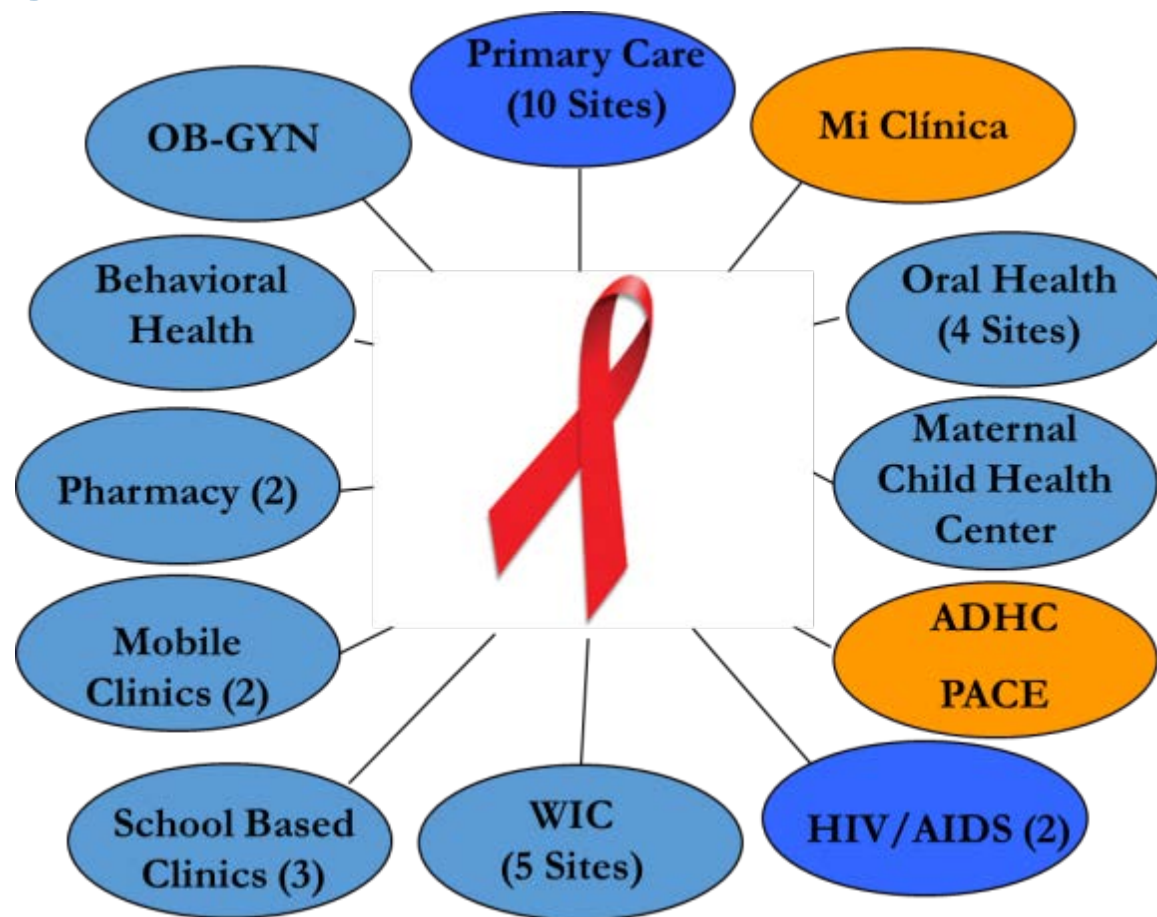 Primary Care
(10 Sites)
OB-GYN
Mi Clínica
Behavioral
Health
Oral Health
(4 Sites)
Pharmacy (2)
Maternal
Child Health
Center
Mobile
Clinics (2)
ADHC
PACE
School Based
Clinics (3)
WIC
(5 Sites)
HIV/AIDS (2)